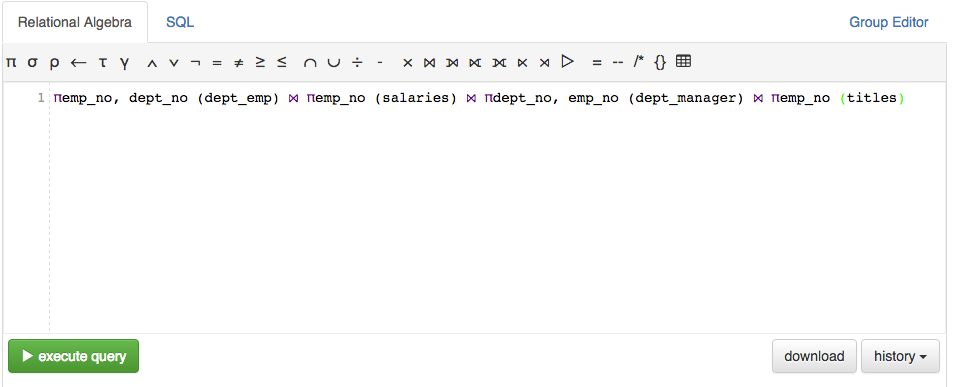 Relational Algebra SQL Group Editor
π σ ρ ← τ γ ∧ ∨ ¬ = ≠ ≥ ≤ ∩ ∪ ÷ - × ⋈ ⟕ ⟖ ⟗ ⋉ ⋊ ▷ = -- /* {}
1 πemp_no, dept_no (dept_emp) ⋈ πemp_no (salaries) ⋈ πdept_no, emp_no (dept_manager) ⋈ πemp_no (titles)
execute query download history